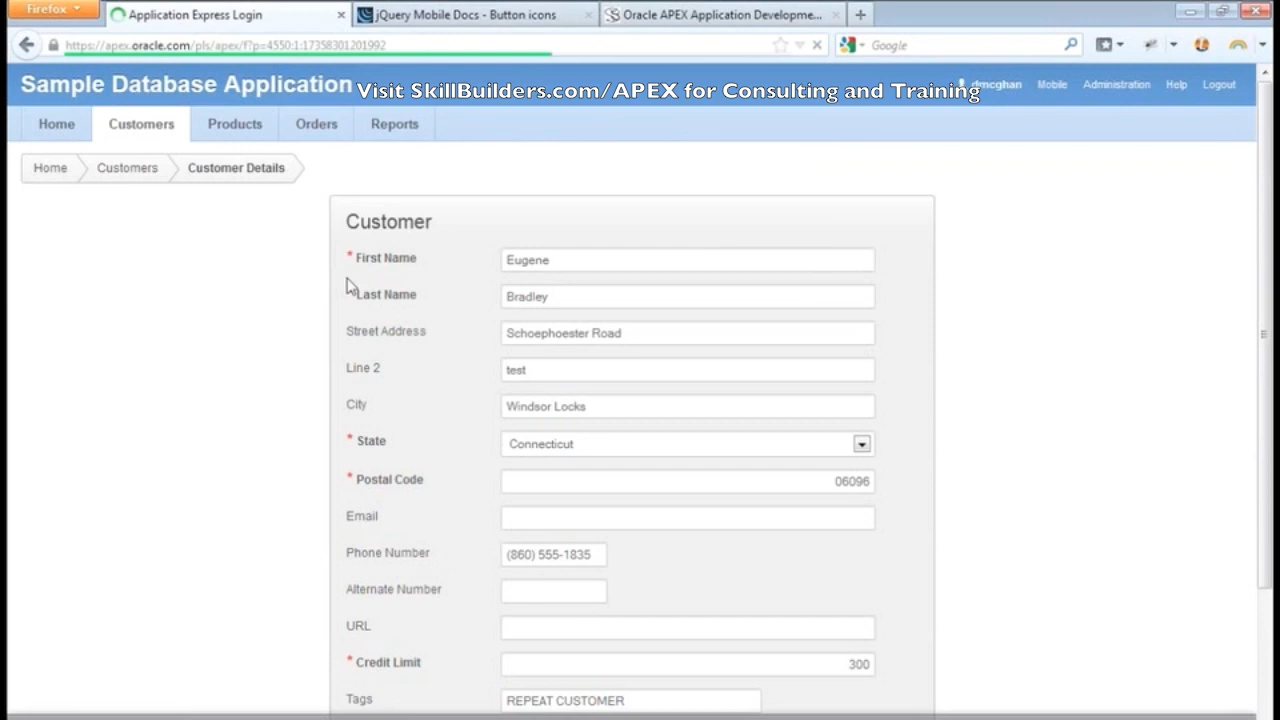 Firefox
Application Express Login
jQuery Mobile Docs - Button icons
Oracle APEX Application Developme...
https://apex.oracle.com/pls/apex/f?p=4550:1:17358301201992
Google
Sample Database Application
Visit SkillBuilders.com/APEX for Consulting and Training
dmcghan
Mobile
Administration
Help
Logout
Home
Customers
Products
Orders
Reports
Home
Customers
Customer Details
Customer
* First Name
Eugene
Last Name
Bradley
Street Address
Schoephoester Road
Line 2
test
City
Windsor Locks
* State
Connecticut
* Postal Code
06096
Email
Phone Number
(860) 555-1835
Alternate Number
URL
* Credit Limit
300
Tags
REPEAT CUSTOMER